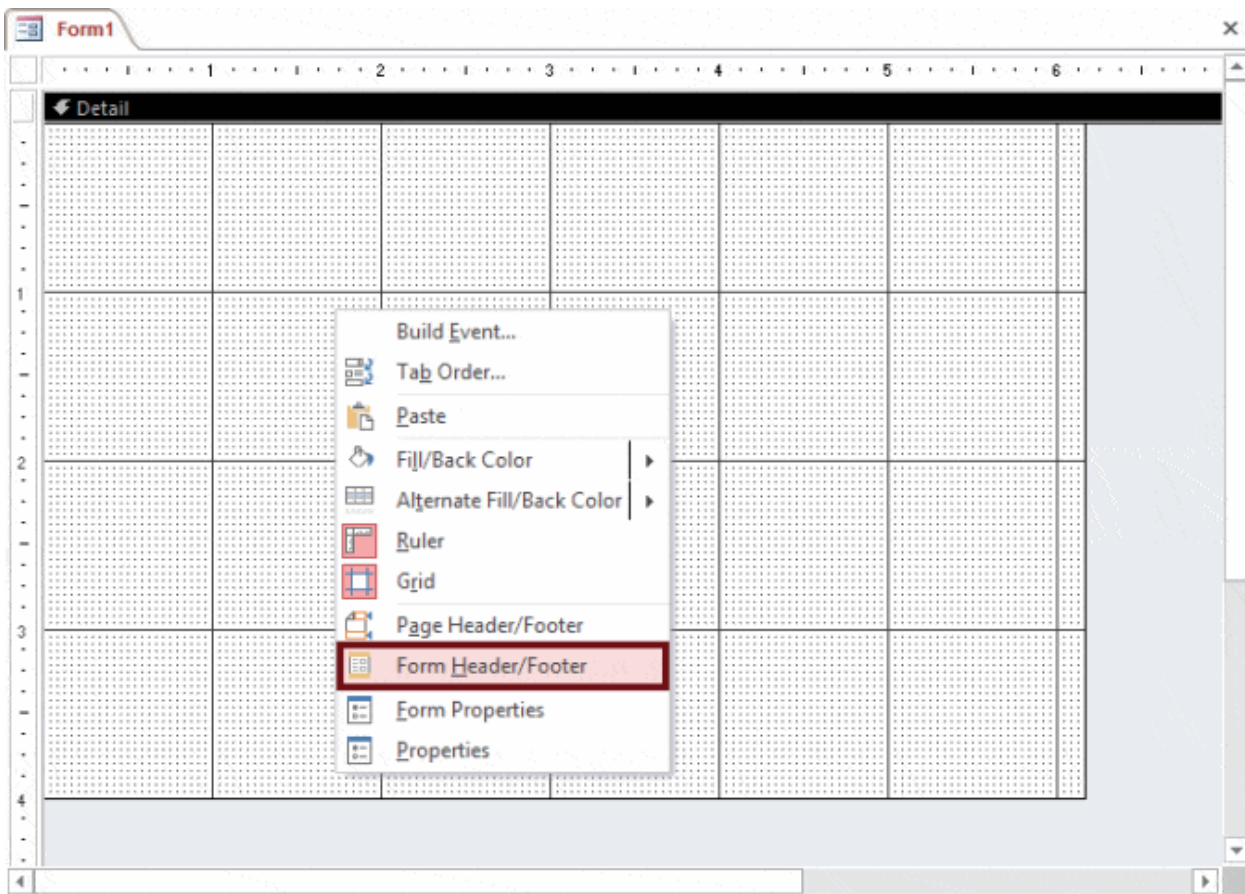 Form1
1 2 3 4 5 6
Detail
1
Build Event...
Tab Order...
Paste
2
Fill/Back Color
Alternate Fill/Back Color
Ruler
Grid
3
Page Header/Footer
Form Header/Footer
Form Properties
Properties
4